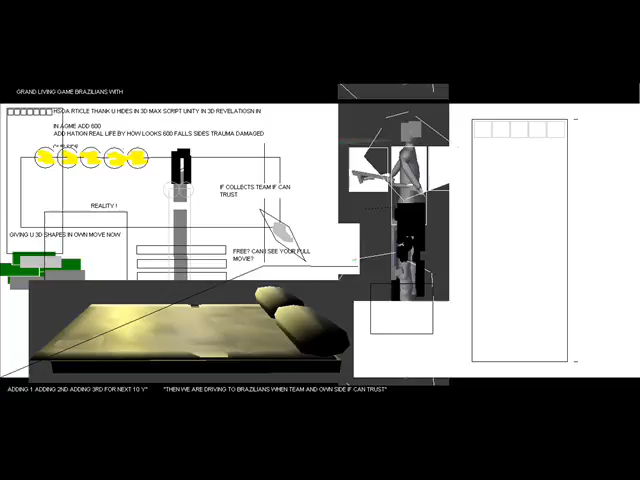 GRAND LIVING GAME BRAZILIANS WITH
ARTICLE THANK U HIDES IN 3D MAX SCRIPT UNITY IN 3D REVELATIOSN IN
IN AGME ADD 600
ADD HATION REAL LIFE BY HOW LOOKS 600 FALLS SIDES TRAUMA DAMAGED
IF COLLECTS TEAM IF CAN
TRUST
REALITY !
GIVING U 3D SHAPES IN OWN MOVE NOW
FREE? CAN I SEE YOUR FULL
MOVIE?
ADDING 1 ADDING 2ND ADDING 3RD FOR NEXT 10 Y" "THEN WE ARE DRIVING TO BRAZILIANS WHEN TEAM AND OWN SIDE IF CAN TRUST"